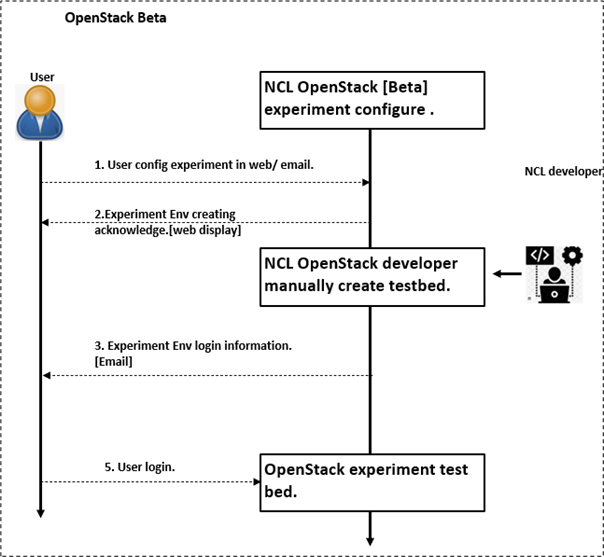 OpenStack Beta
User
NCL OpenStack [Beta]
experiment configure .
1. User config experiment in web/ email.
NCL developer
2.Experiment Env creating
acknowledge.[web display]
NCL OpenStack developer
manually create testbed.
</>
3. Experiment Env login information.
[Email]
5. User login.
OpenStack experiment test
bed.